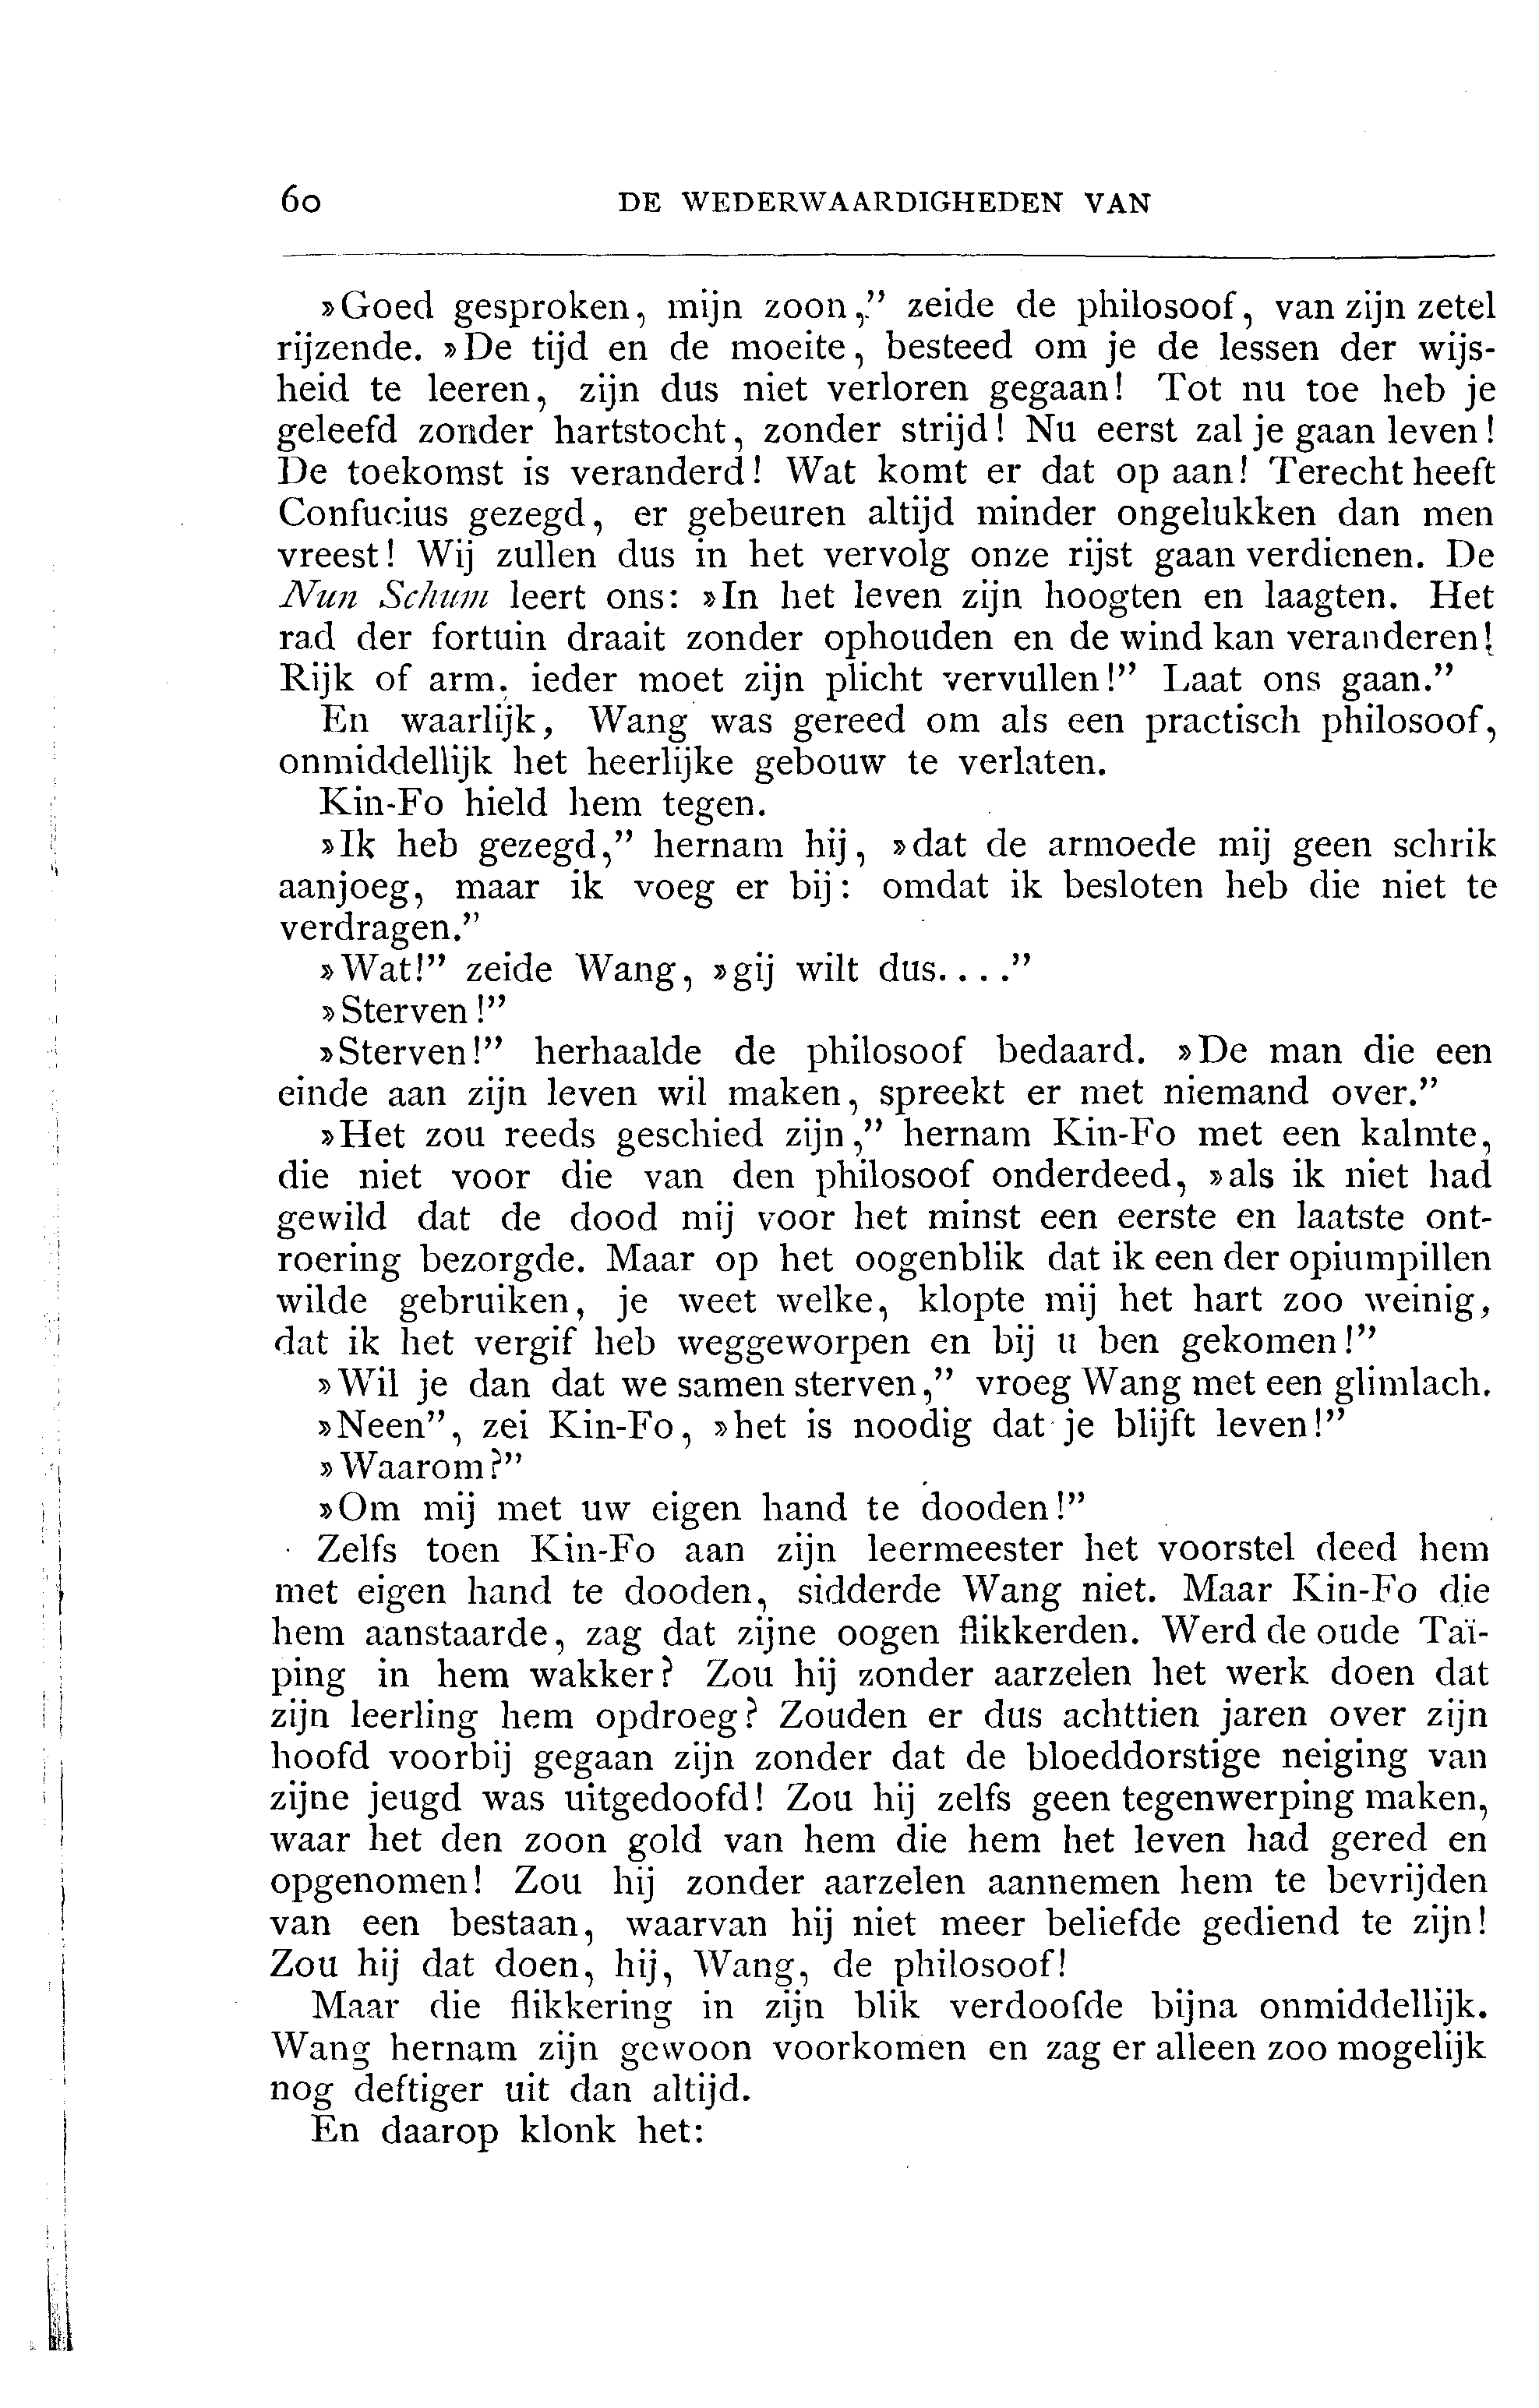 60 DE WEDERWAARDIGHEDEN VAN
»Goed gesproken, mijn zoon,” zeide de philosoof, van zijn zetel
rijzende. »De tijd en de moeite, besteed om je de lessen der wijs-
heid te leeren, zijn dus niet verloren gegaan! Tot nu toe heb je
geleefd zonder hartstocht, zonder strijd! Nu eerst zal je gaan leven!
De toekomst is veranderd! Wat komt er dat op aan! Terecht heeft
Confucius gezegd, er gebeuren altijd minder ongelukken dan men
vreest! Wij zullen dus in het vervolg onze rijst gaan verdienen. De
Nun Schum leert ons: »In het leven zijn hoogten en laagten. Het
rad der fortuin draait zonder ophouden en de wind kan veranderen!
Rijk of arm, ieder moet zijn plicht vervullen!” Laat ons gaan.”
En waarlijk, Wang was gereed om als een practisch philosoof,
onmiddellijk het heerlijke gebouw te verlaten.
Kin-Fo hield hem tegen.
»Ik heb gezegd,” hernam hij, »dat de armoede mij geen schrik
aanjoeg, maar ik voeg er bij: omdat ik besloten heb die niet te
verdragen.”
»Wat!” zeide Wang, »gij wilt dus....”
»Sterven!”
»Sterven!” herhaalde de philosoof bedaard. »De man die een
einde aan zijn leven wil maken, spreekt er met niemand over.”
»Het zou reeds geschied zijn,” hernam Kin-Fo met een kalmte,
die niet voor die van den philosoof onderdeed, »als ik niet had
gewild dat de dood mij voor het minst een eerste en laatste ont-
roering bezorgde. Maar op het oogenblik dat ik een der opiumpillen
wilde gebruiken, je weet welke, klopte mij het hart zoo weinig,
dat ik het vergif heb weggeworpen en bij u ben gekomen!”
»Wil je dan dat we samen sterven,” vroeg Wang met een glimlach.
»Neen”, zei Kin-Fo, »het is noodig dat je blijft leven!”
»Waarom?”
»Om mij met uw eigen hand te dooden!”
Zelfs toen Kin-Fo aan zijn leermeester het voorstel deed hem
met eigen hand te dooden, sidderde Wang niet. Maar Kin-Fo die
hem aanstaarde, zag dat zijne oogen flikkerden. Werd de oude Taï-
ping in hem wakker? Zou hij zonder aarzelen het werk doen dat
zijn leerling hem opdroeg? Zouden er dus achttien jaren over zijn
hoofd voorbij gegaan zijn zonder dat de bloeddorstige neiging van
zijne jeugd was uitgedoofd! Zou hij zelfs geen tegenwerping maken,
waar het den zoon gold van hem die hem het leven had gered en
opgenomen! Zou hij zonder aarzelen aannemen hem te bevrijden
van een bestaan, waarvan hij niet meer beliefde gediend te zijn!
Zou hij dat doen, hij, Wang, de philosoof!
Maar die flikkering in zijn blik verdoofde bijna onmiddellijk.
Wang hernam zijn gewoon voorkomen en zag er alleen zoo mogelijk
nog deftiger uit dan altijd.
En daarop klonk het: